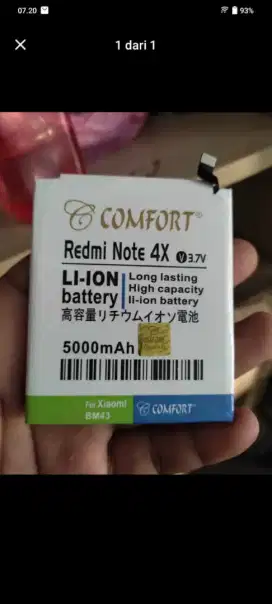 07.20
93%
1 dari 1
C COMFORT®
Redmi Note 4X V 3.7V
LI-ION battery
Long lasting
High capacity
Ii-ion battery
高容量リチウムイオン電池
5000mAh
For Xiaomi
BM43
C COMFORT®